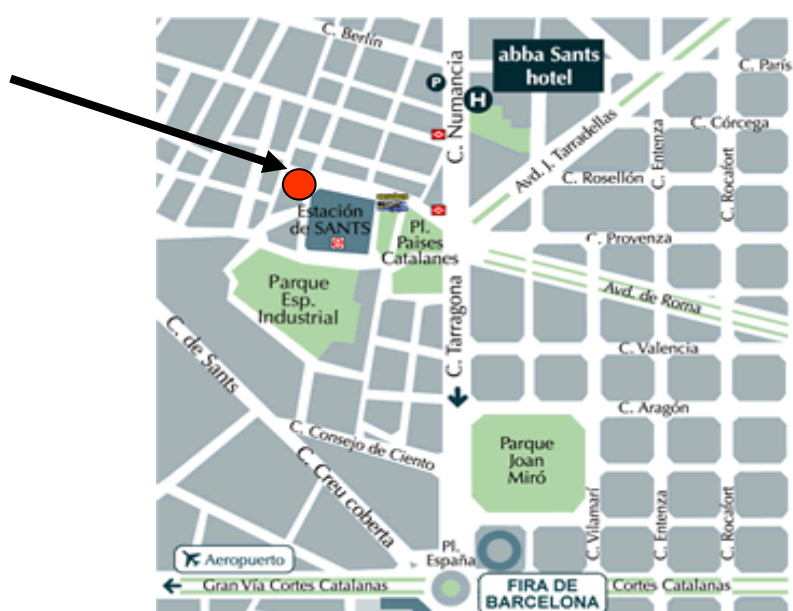 C. Berlín
abba Sants
hotel
C. París
P
H
C. Numancia
C. Córcega
Avd. J. Tarradellas
C. Entenza
C. Rocafort
C. Rosellón
Estación
de SANTS
Pl.
Paises
Catalanes
C. Provenza
Parque
Esp.
Industrial
Avd. de Roma
C. Tarragona
C. de Sants
C. Valencia
C. Aragón
C. Consejo de Ciento
Parque
Joan
Miró
C. Creu coberta
C. Vilamarí
C. Entenza
C. Rocafort
Aeropuerto
Pl.
España
Gran Vía Cortes Catalanas
FIRA DE
BARCELONA
Cortes Catalanas